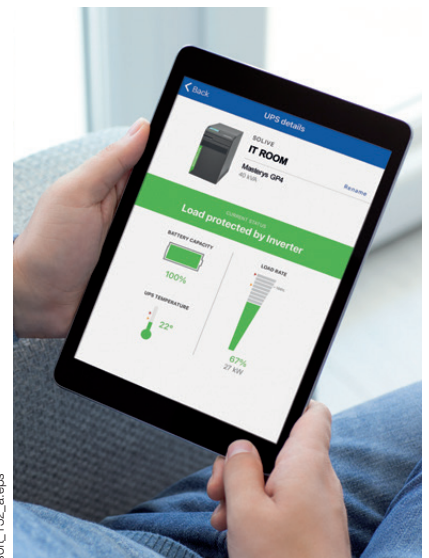 Back
UPS details
SOLIVE
IT ROOM
Masterys GP4
40 kVA
Rename
CURRENT STATUS
Load protected by Inverter
BATTERY CAPACITY
100%
UPS TEMPERATURE
22°
LOAD RATE
67%
27 kW